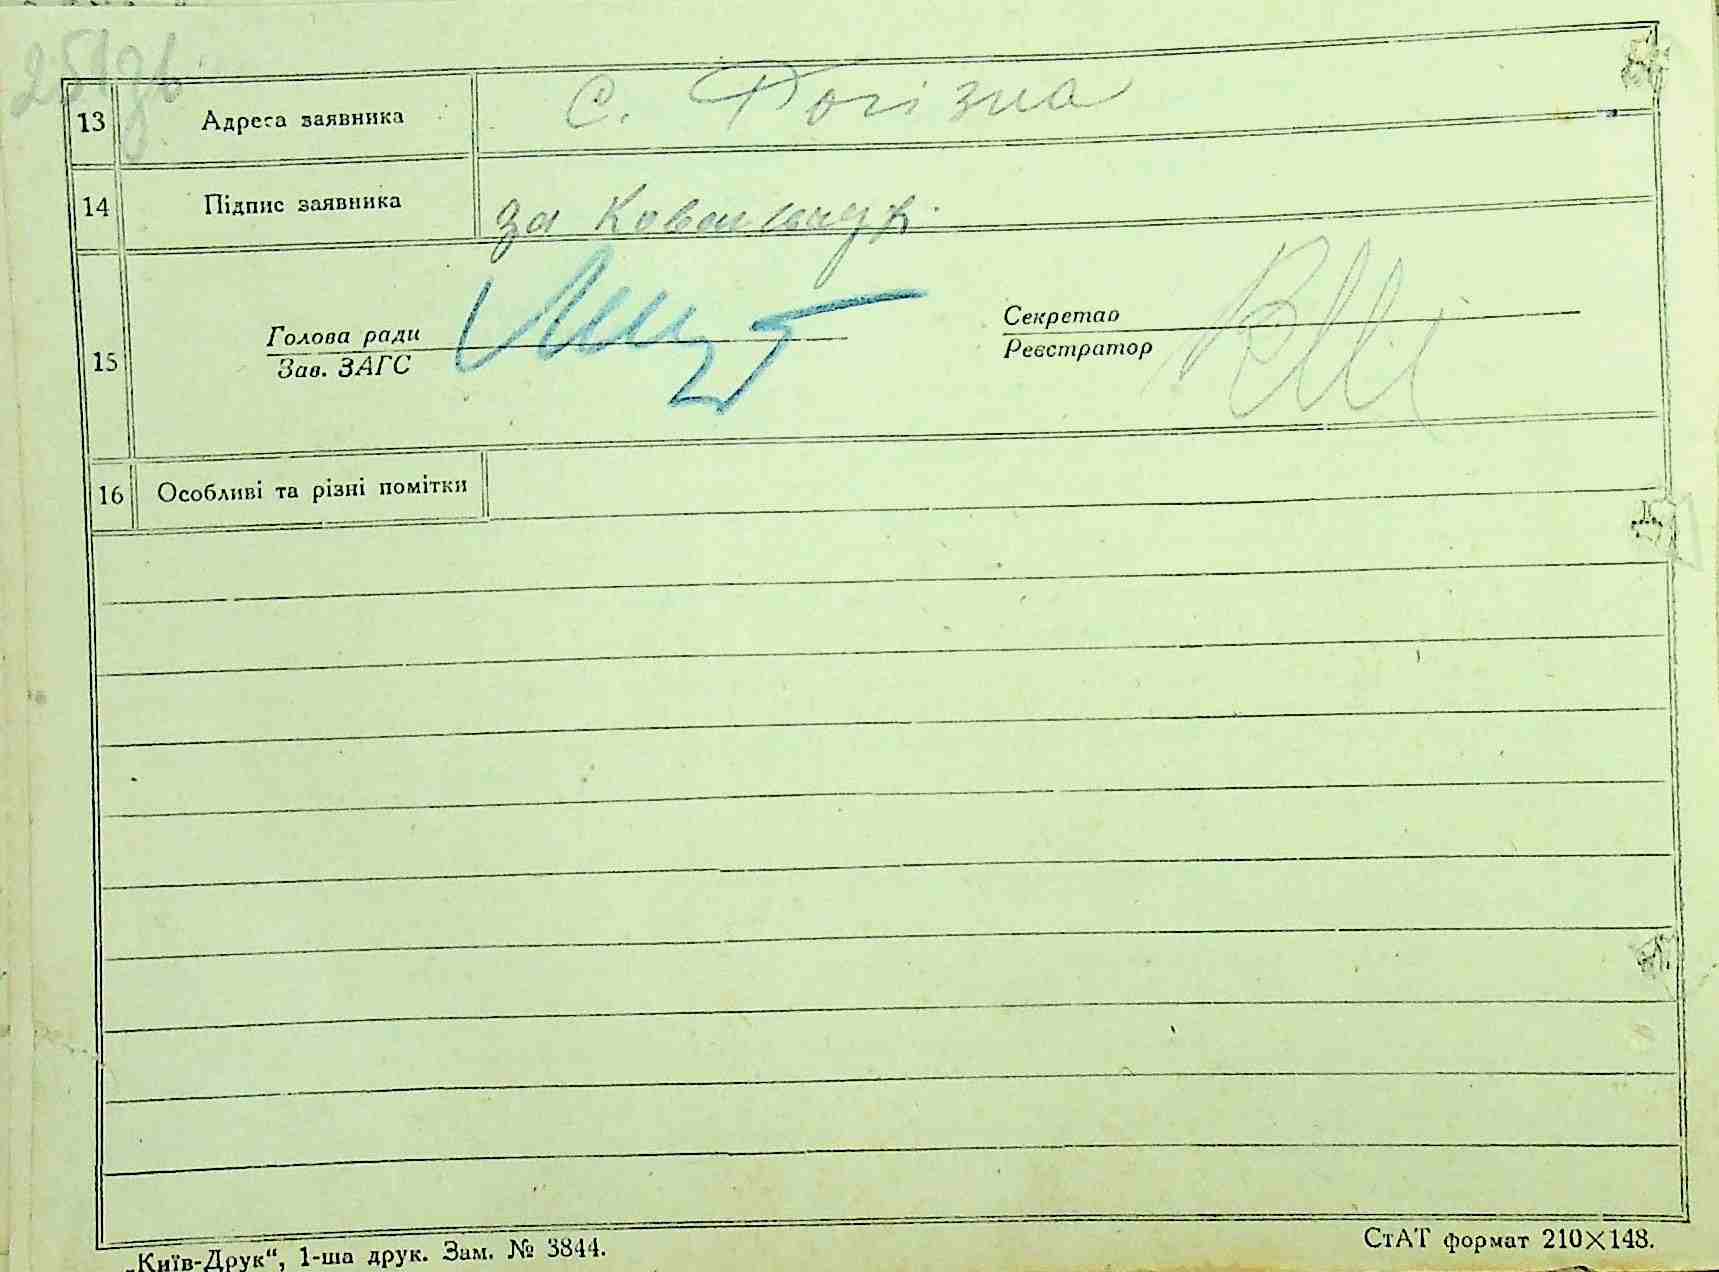 251зв
13 Адреса заявника с. Рогізна
14 Підпис заявника за Ковальчук
Голова ради Секретар
15
Зав. ЗАГС Реєстратор
16 Особливі та різні помітки
„Київ-Друк“, 1-ша друк. Зам. № 3844. СтАТ формат 210×148.